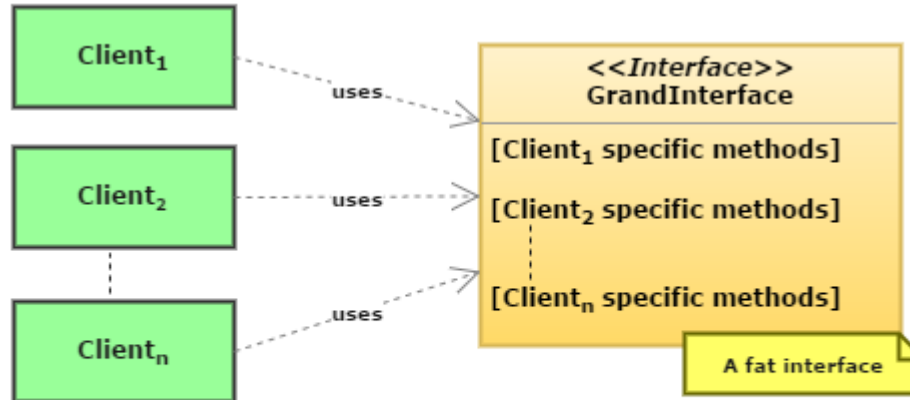 Client₁
uses
<<Interface>>
GrandInterface
[Client₁ specific methods]
Client₂
uses
[Client₂ specific methods]
Clientₙ
uses
[Clientₙ specific methods]
A fat interface